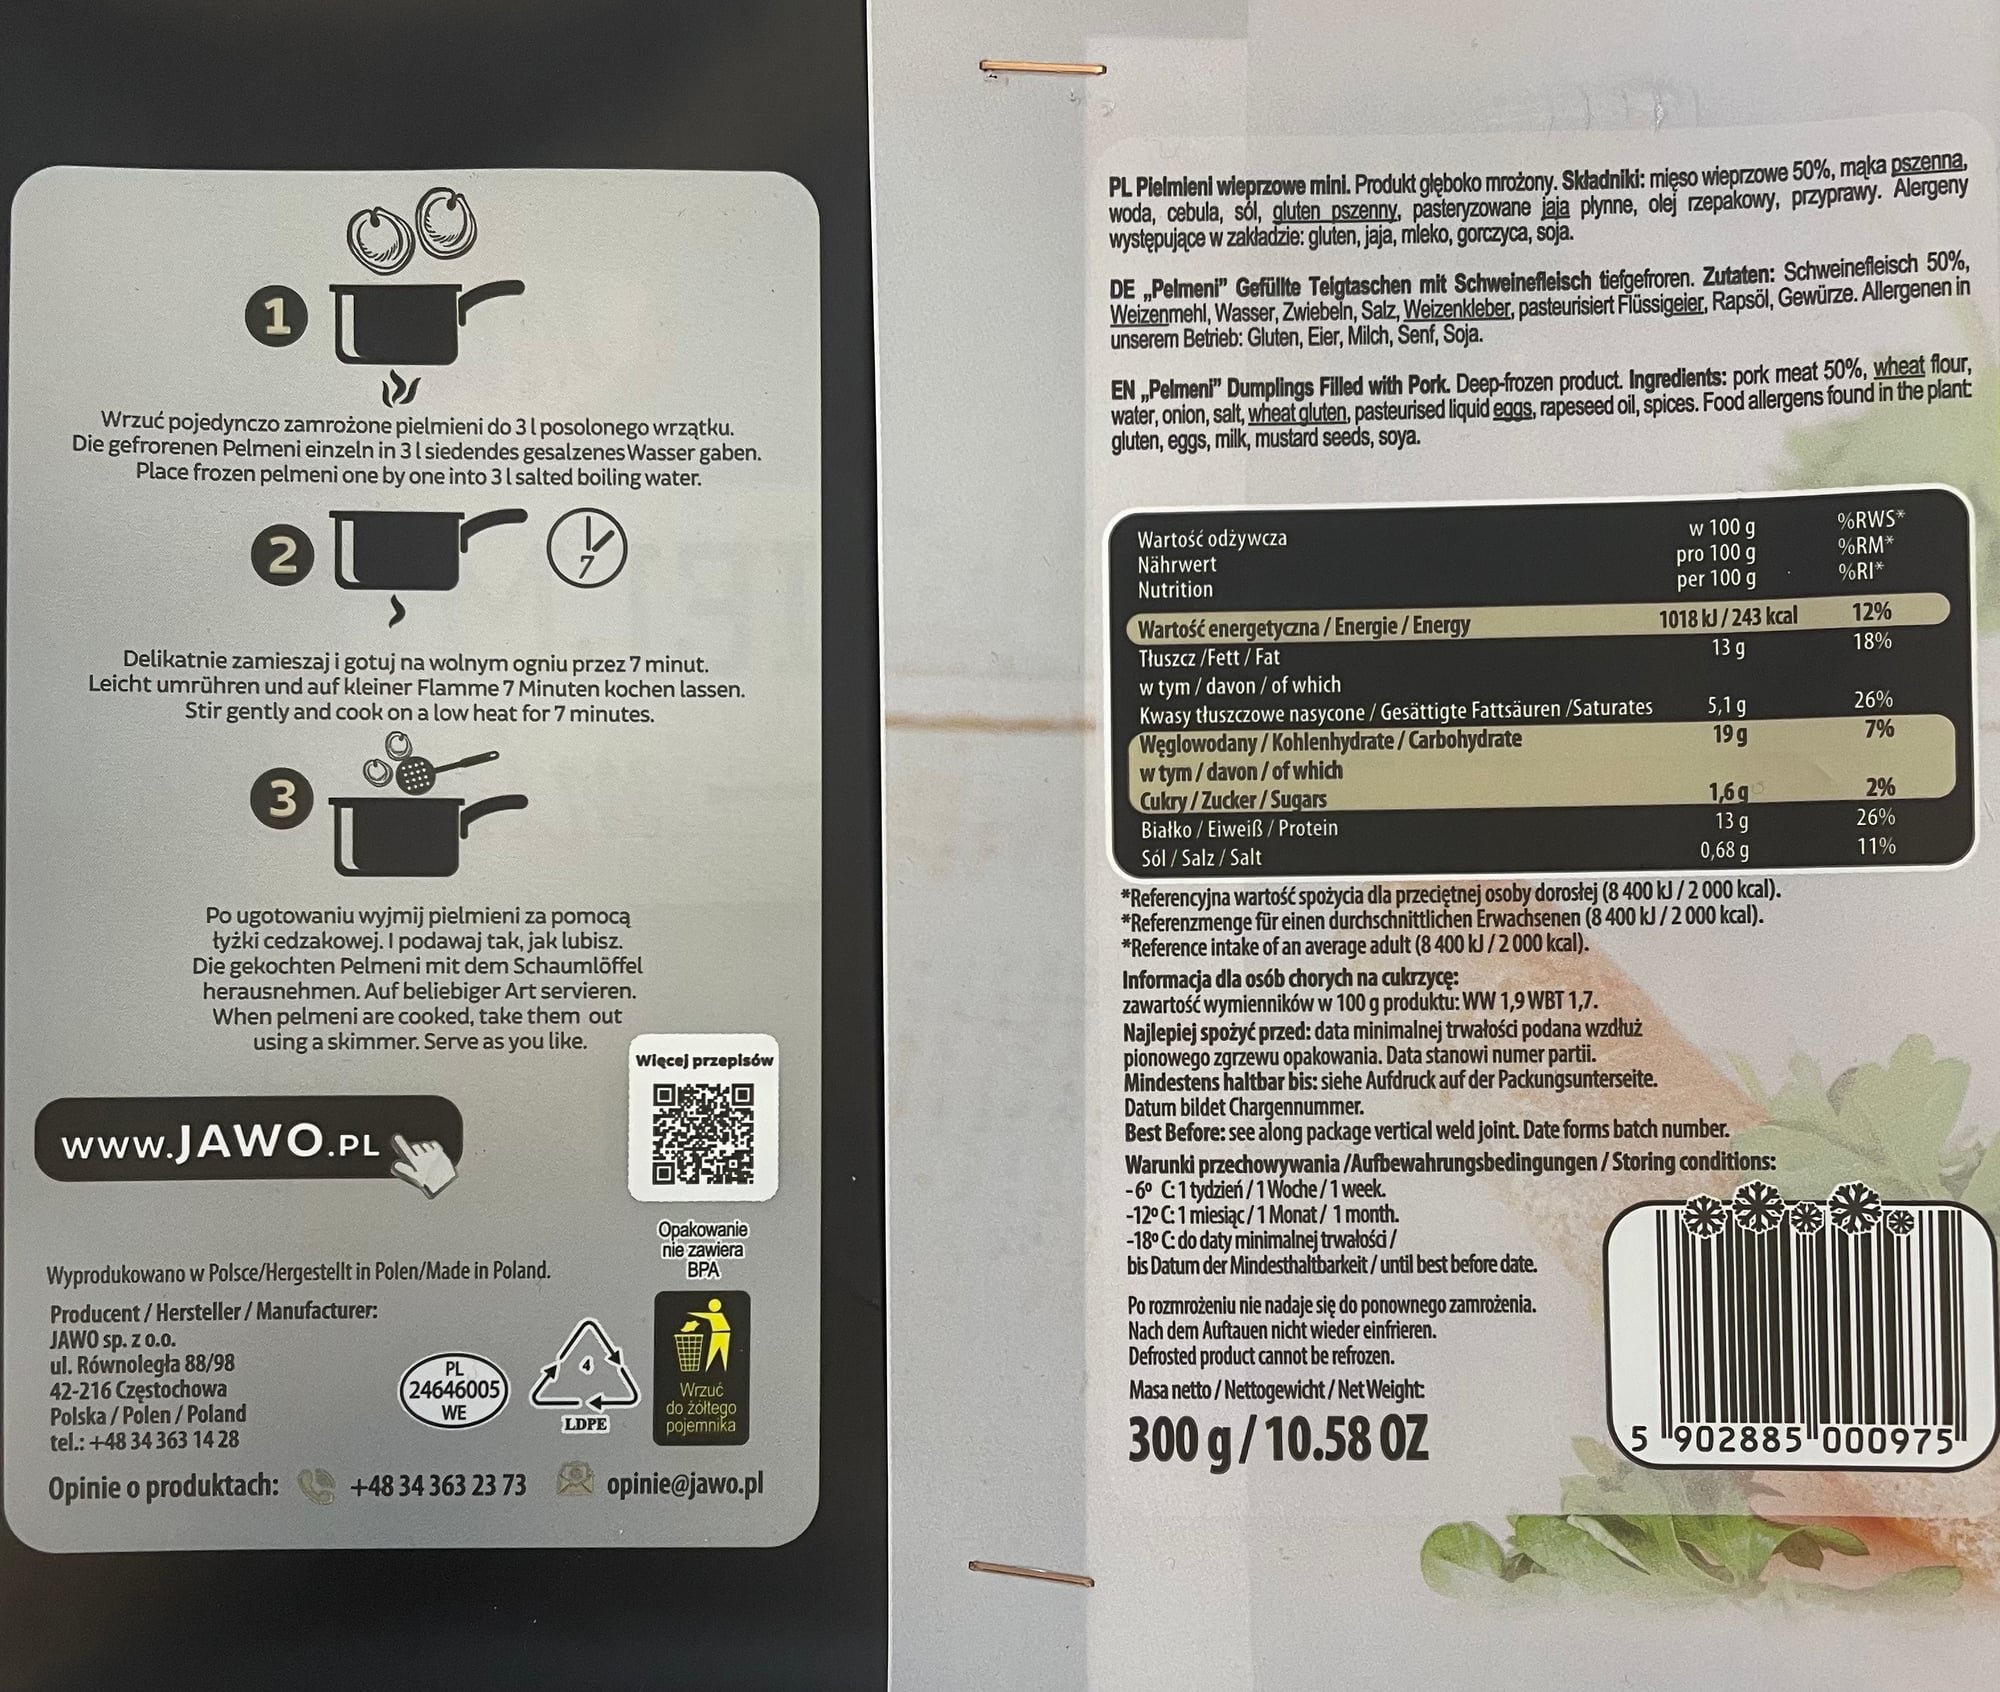 1
Wrzuć pojedynczo zamrożone pielmieni do 3 l posolonego wrzątku.
Die gefrorenen Pelmeni einzeln in 3 l siedendes gesalzenes Wasser gaben.
Place frozen pelmeni one by one into 3 l salted boiling water.
2
7
Delikatnie zamieszaj i gotuj na wolnym ogniu przez 7 minut.
Leicht umrühren und auf kleiner Flamme 7 Minuten kochen lassen.
Stir gently and cook on a low heat for 7 minutes.
3
Po ugotowaniu wyjmij pielmieni za pomocą
łyżki cedzakowej. I podawaj tak, jak lubisz.
Die gekochten Pelmeni mit dem Schaumlöffel
herausnehmen. Auf beliebiger Art servieren.
When pelmeni are cooked, take them out
using a skimmer. Serve as you like.
Więcej przepisów
www.JAWO.PL
Opakowanie
nie zawiera
BPA
Wyprodukowano w Polsce/Hergestellt in Polen/Made in Poland.
Producent / Hersteller / Manufacturer:
JAWO sp. z o.o.
ul. Równoległa 88/98
42-216 Częstochowa
Polska / Polen / Poland
tel.: +48 34 363 14 28
PL
24646005
WE
4
LDPE
Wrzuć
do żółtego
pojemnika
Opinie o produktach: +48 34 363 23 73 opinie@jawo.pl
PL Pielmieni wieprzowe mini. Produkt głęboko mrożony. Składniki: mięso wieprzowe 50%, mąka pszenna,
woda, cebula, sól, gluten pszenny, pasteryzowane jaja płynne, olej rzepakowy, przyprawy. Alergeny
występujące w zakładzie: gluten, jaja, mleko, gorczyca, soja.
DE „Pelmeni” Gefüllte Teigtaschen mit Schweinefleisch tiefgefroren. Zutaten: Schweinefleisch 50%,
Weizenmehl, Wasser, Zwiebeln, Salz, Weizenkleber, pasteurisiert Flüssigeier, Rapsöl, Gewürze. Allergenen in
unserem Betrieb: Gluten, Eier, Milch, Senf, Soja.
EN „Pelmeni” Dumplings Filled with Pork. Deep-frozen product. Ingredients: pork meat 50%, wheat flour,
water, onion, salt, wheat gluten, pasteurised liquid eggs, rapeseed oil, spices. Food allergens found in the plant:
gluten, eggs, milk, mustard seeds, soya.
Wartość odżywcza w 100 g %RWS*
Nährwert pro 100 g %RM*
Nutrition per 100 g %RI*
Wartość energetyczna / Energie / Energy 1018 kJ / 243 kcal 12%
Tłuszcz /Fett / Fat 13 g 18%
w tym / davon / of which
Kwasy tłuszczowe nasycone / Gesättigte Fattsäuren /Saturates 5,1 g 26%
Węglowodany / Kohlenhydrate / Carbohydrate 19 g 7%
w tym / davon / of which
Cukry / Zucker / Sugars 1,6 g 2%
Białko / Eiweiß / Protein 13 g 26%
Sól / Salz / Salt 0,68 g 11%
*Referencyjna wartość spożycia dla przeciętnej osoby dorosłej (8 400 kJ / 2 000 kcal).
*Referenzmenge für einen durchschnittlichen Erwachsenen (8 400 kJ / 2 000 kcal).
*Reference intake of an average adult (8 400 kJ / 2 000 kcal).
Informacja dla osób chorych na cukrzycę:
zawartość wymienników w 100 g produktu: WW 1,9 WBT 1,7.
Najlepiej spożyć przed: data minimalnej trwałości podana wzdłuż
pionowego zgrzewu opakowania. Data stanowi numer partii.
Mindestens haltbar bis: siehe Aufdruck auf der Packungsunterseite.
Datum bildet Chargennummer.
Best Before: see along package vertical weld joint. Date forms batch number.
Warunki przechowywania /Aufbewahrungsbedingungen / Storing conditions:
-6º C: 1 tydzień / 1 Woche / 1 week.
-12º C: 1 miesiąc / 1 Monat / 1 month.
-18º C: do daty minimalnej trwałości /
bis Datum der Mindesthaltbarkeit / until best before date.
Po rozmrożeniu nie nadaje się do ponownego zamrożenia.
Nach dem Auftauen nicht wieder einfrieren.
Defrosted product cannot be refrozen.
Masa netto / Nettogewicht / Net Weight:
300 g / 10.58 OZ
5 902885 000975